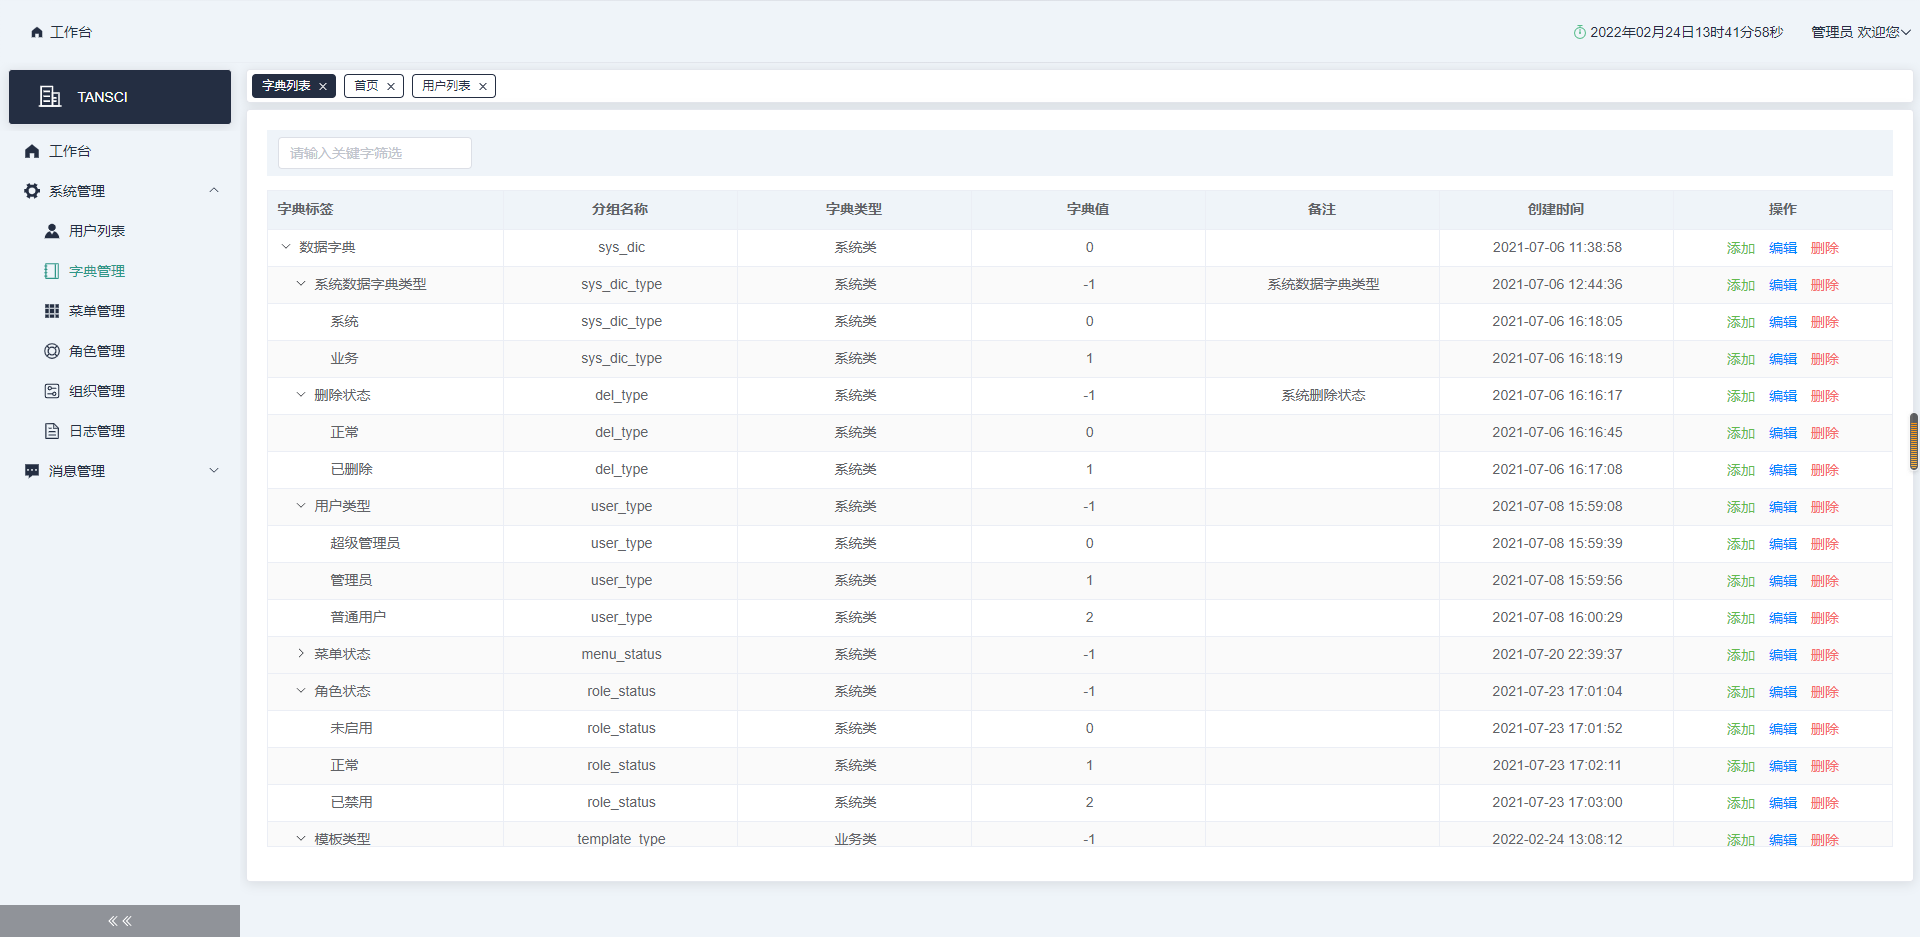 工作台
2022年02月24日13时41分58秒 管理员 欢迎您
TANSCI
工作台
系统管理
用户列表
字典管理
菜单管理
角色管理
组织管理
日志管理
消息管理
字典列表 首页 用户列表
请输入关键字筛选
字典标签 分组名称 字典类型 字典值 备注 创建时间 操作
数据字典 sys_dic 系统类 0 2021-07-06 11:38:58 添加 编辑 删除
系统数据字典类型 sys_dic_type 系统类 -1 系统数据字典类型 2021-07-06 12:44:36 添加 编辑 删除
系统 sys_dic_type 系统类 0 2021-07-06 16:18:05 添加 编辑 删除
业务 sys_dic_type 系统类 1 2021-07-06 16:18:19 添加 编辑 删除
删除状态 del_type 系统类 -1 系统删除状态 2021-07-06 16:16:17 添加 编辑 删除
正常 del_type 系统类 0 2021-07-06 16:16:45 添加 编辑 删除
已删除 del_type 系统类 1 2021-07-06 16:17:08 添加 编辑 删除
用户类型 user_type 系统类 -1 2021-07-08 15:59:08 添加 编辑 删除
超级管理员 user_type 系统类 0 2021-07-08 15:59:39 添加 编辑 删除
管理员 user_type 系统类 1 2021-07-08 15:59:56 添加 编辑 删除
普通用户 user_type 系统类 2 2021-07-08 16:00:29 添加 编辑 删除
菜单状态 menu_status 系统类 -1 2021-07-20 22:39:37 添加 编辑 删除
角色状态 role_status 系统类 -1 2021-07-23 17:01:04 添加 编辑 删除
未启用 role_status 系统类 0 2021-07-23 17:01:52 添加 编辑 删除
正常 role_status 系统类 1 2021-07-23 17:02:11 添加 编辑 删除
已禁用 role_status 系统类 2 2021-07-23 17:03:00 添加 编辑 删除
模板类型 template_type 业务类 -1 2022-02-24 13:08:12 添加 编辑 删除